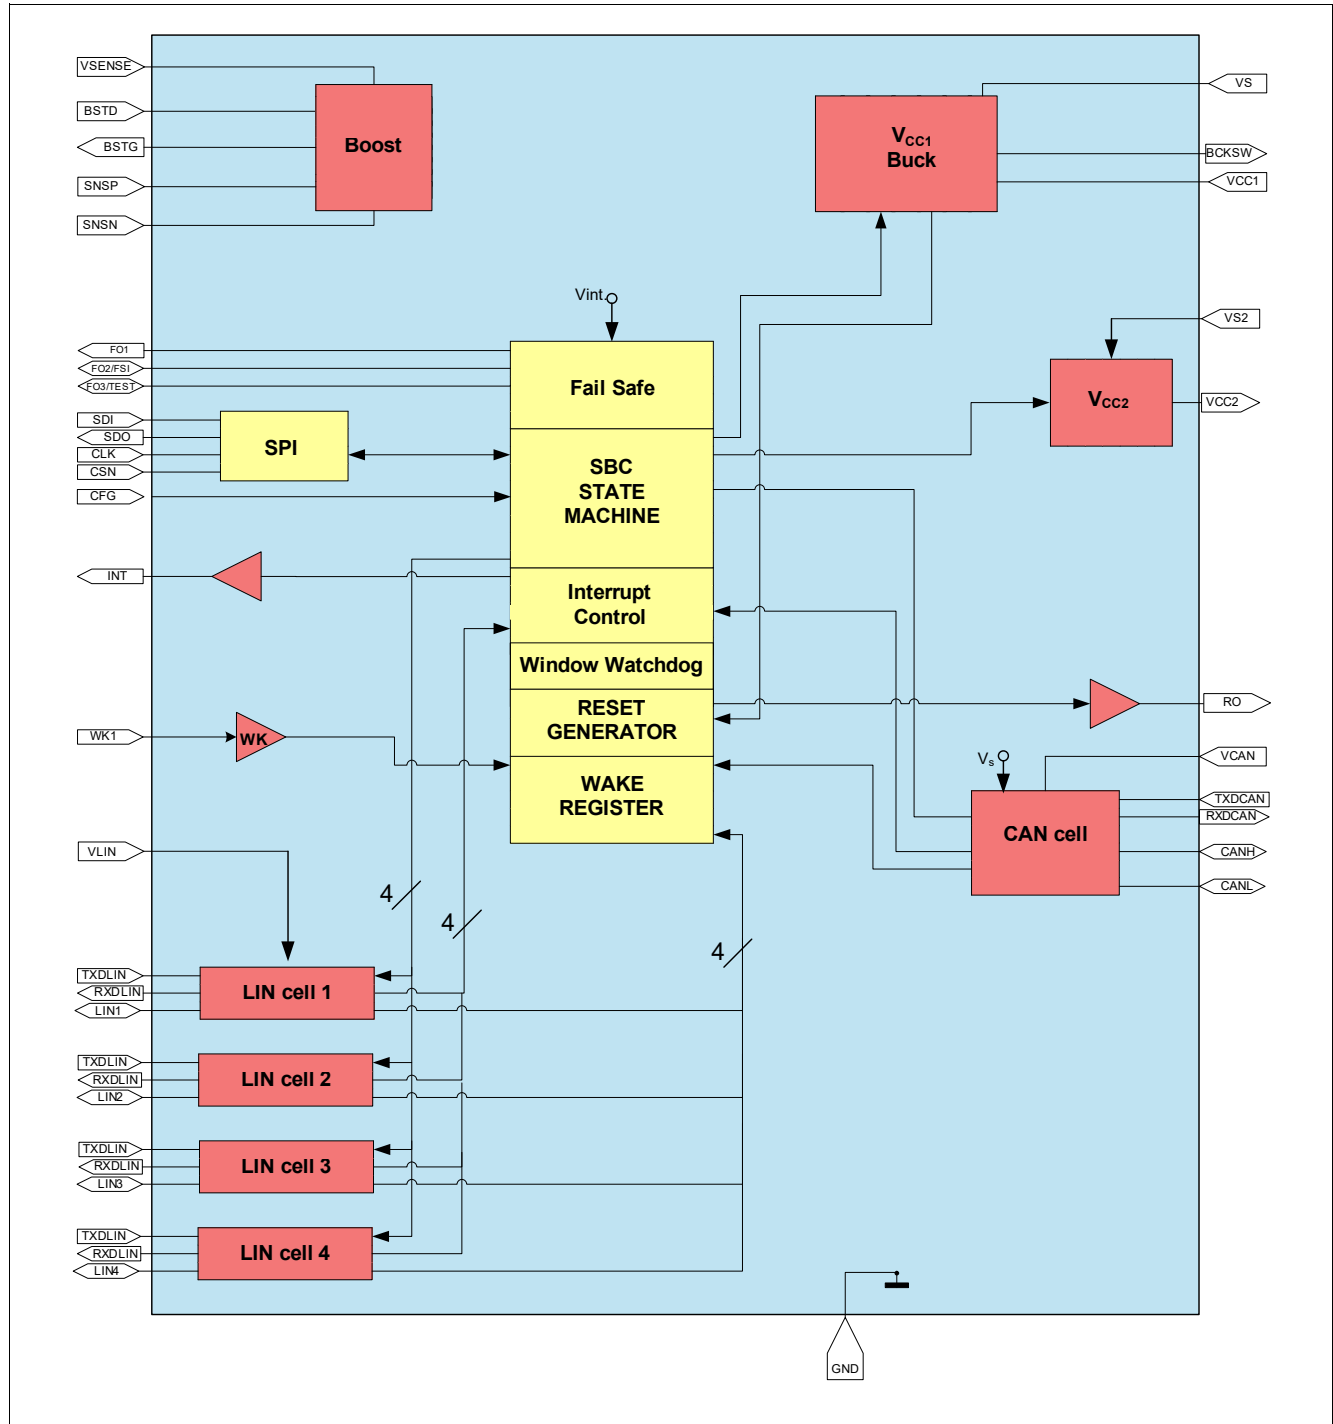 VSENSE
BSTD
BSTG
SNSP
SNSN
Boost
VCC1
Buck
VS
BCKSW
VCC1
Vint.
VS2
VCC2
VCC2
FO1
FO2/FSI
FO3/TEST
Fail Safe
SDI
SDO
CLK
CSN
CFG
SPI
SBC
STATE
MACHINE
INT
Interrupt
Control
Window Watchdog
RESET
GENERATOR
RO
WK1
WK
WAKE
REGISTER
Vs
VCAN
TXDCAN
RXDCAN
CANH
CANL
CAN cell
VLIN
4
4
4
TXDLIN
RXDLIN
LIN1
LIN cell 1
TXDLIN
RXDLIN
LIN2
LIN cell 2
TXDLIN
RXDLIN
LIN3
LIN cell 3
TXDLIN
RXDLIN
LIN4
LIN cell 4
GND